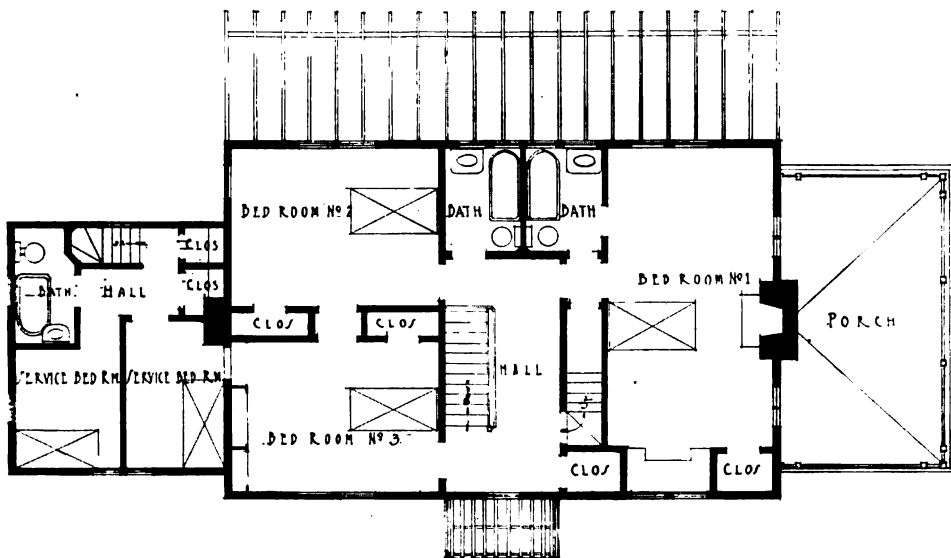 BED ROOM Nº 2
BATH
BATH
CLOS
CLOS
BATH.
HALL
BED ROOM Nº 1
CLOS
CLOS
PORCH
HALL
SERVICE BED RM.
SERVICE BED RM
BED ROOM Nº 3.
CLOS
CLOS